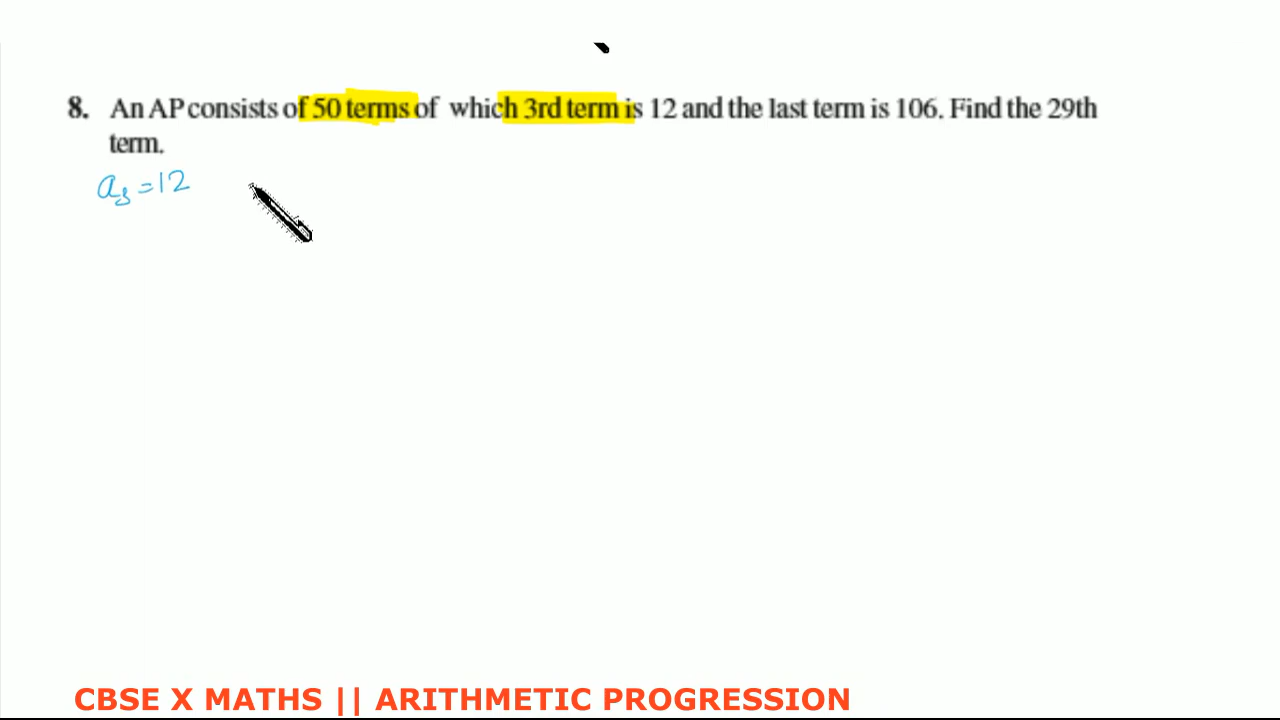 8. An AP consists of 50 terms of which 3rd term is 12 and the last term is 106. Find the 29th
term.
a₃ = 12
CBSE X MATHS || ARITHMETIC PROGRESSION